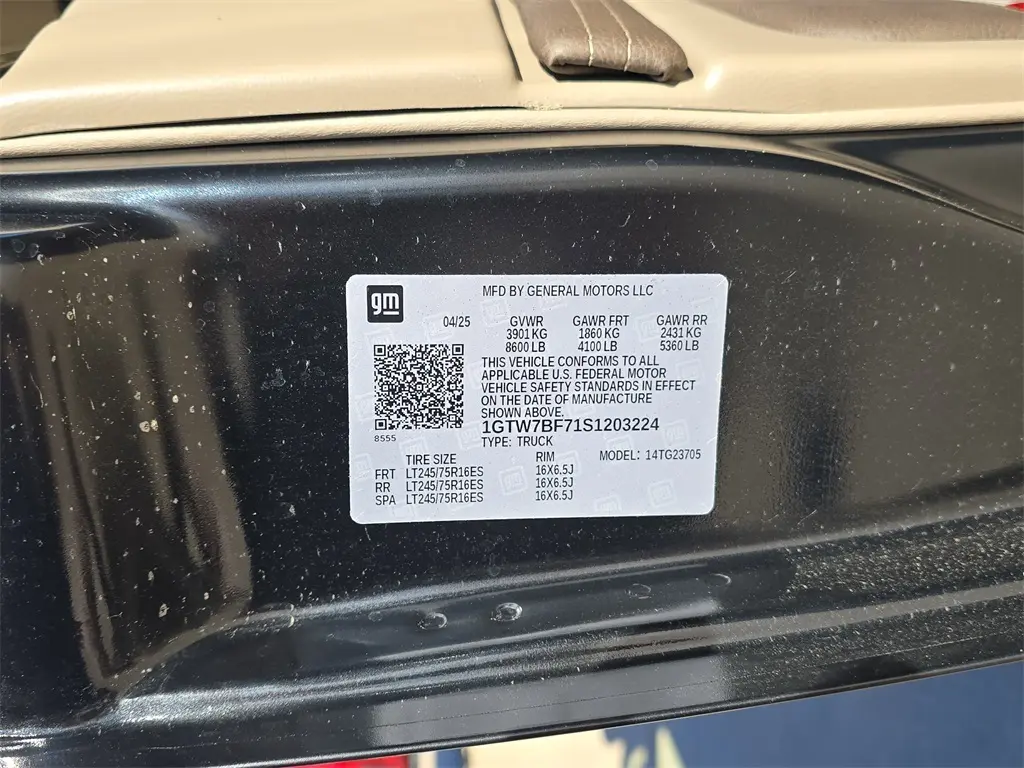 gm
MFD BY GENERAL MOTORS LLC
04/25 GVWR GAWR FRT GAWR RR
3901 KG 1860 KG 2431 KG
8600 LB 4100 LB 5360 LB
THIS VEHICLE CONFORMS TO ALL
APPLICABLE U.S. FEDERAL MOTOR
VEHICLE SAFETY STANDARDS IN EFFECT
ON THE DATE OF MANUFACTURE
SHOWN ABOVE.
8555
1GTW7BF71S1203224
TYPE: TRUCK
TIRE SIZE RIM MODEL: 14TG23705
FRT LT245/75R16ES 16X6.5J
RR LT245/75R16ES 16X6.5J
SPA LT245/75R16ES 16X6.5J